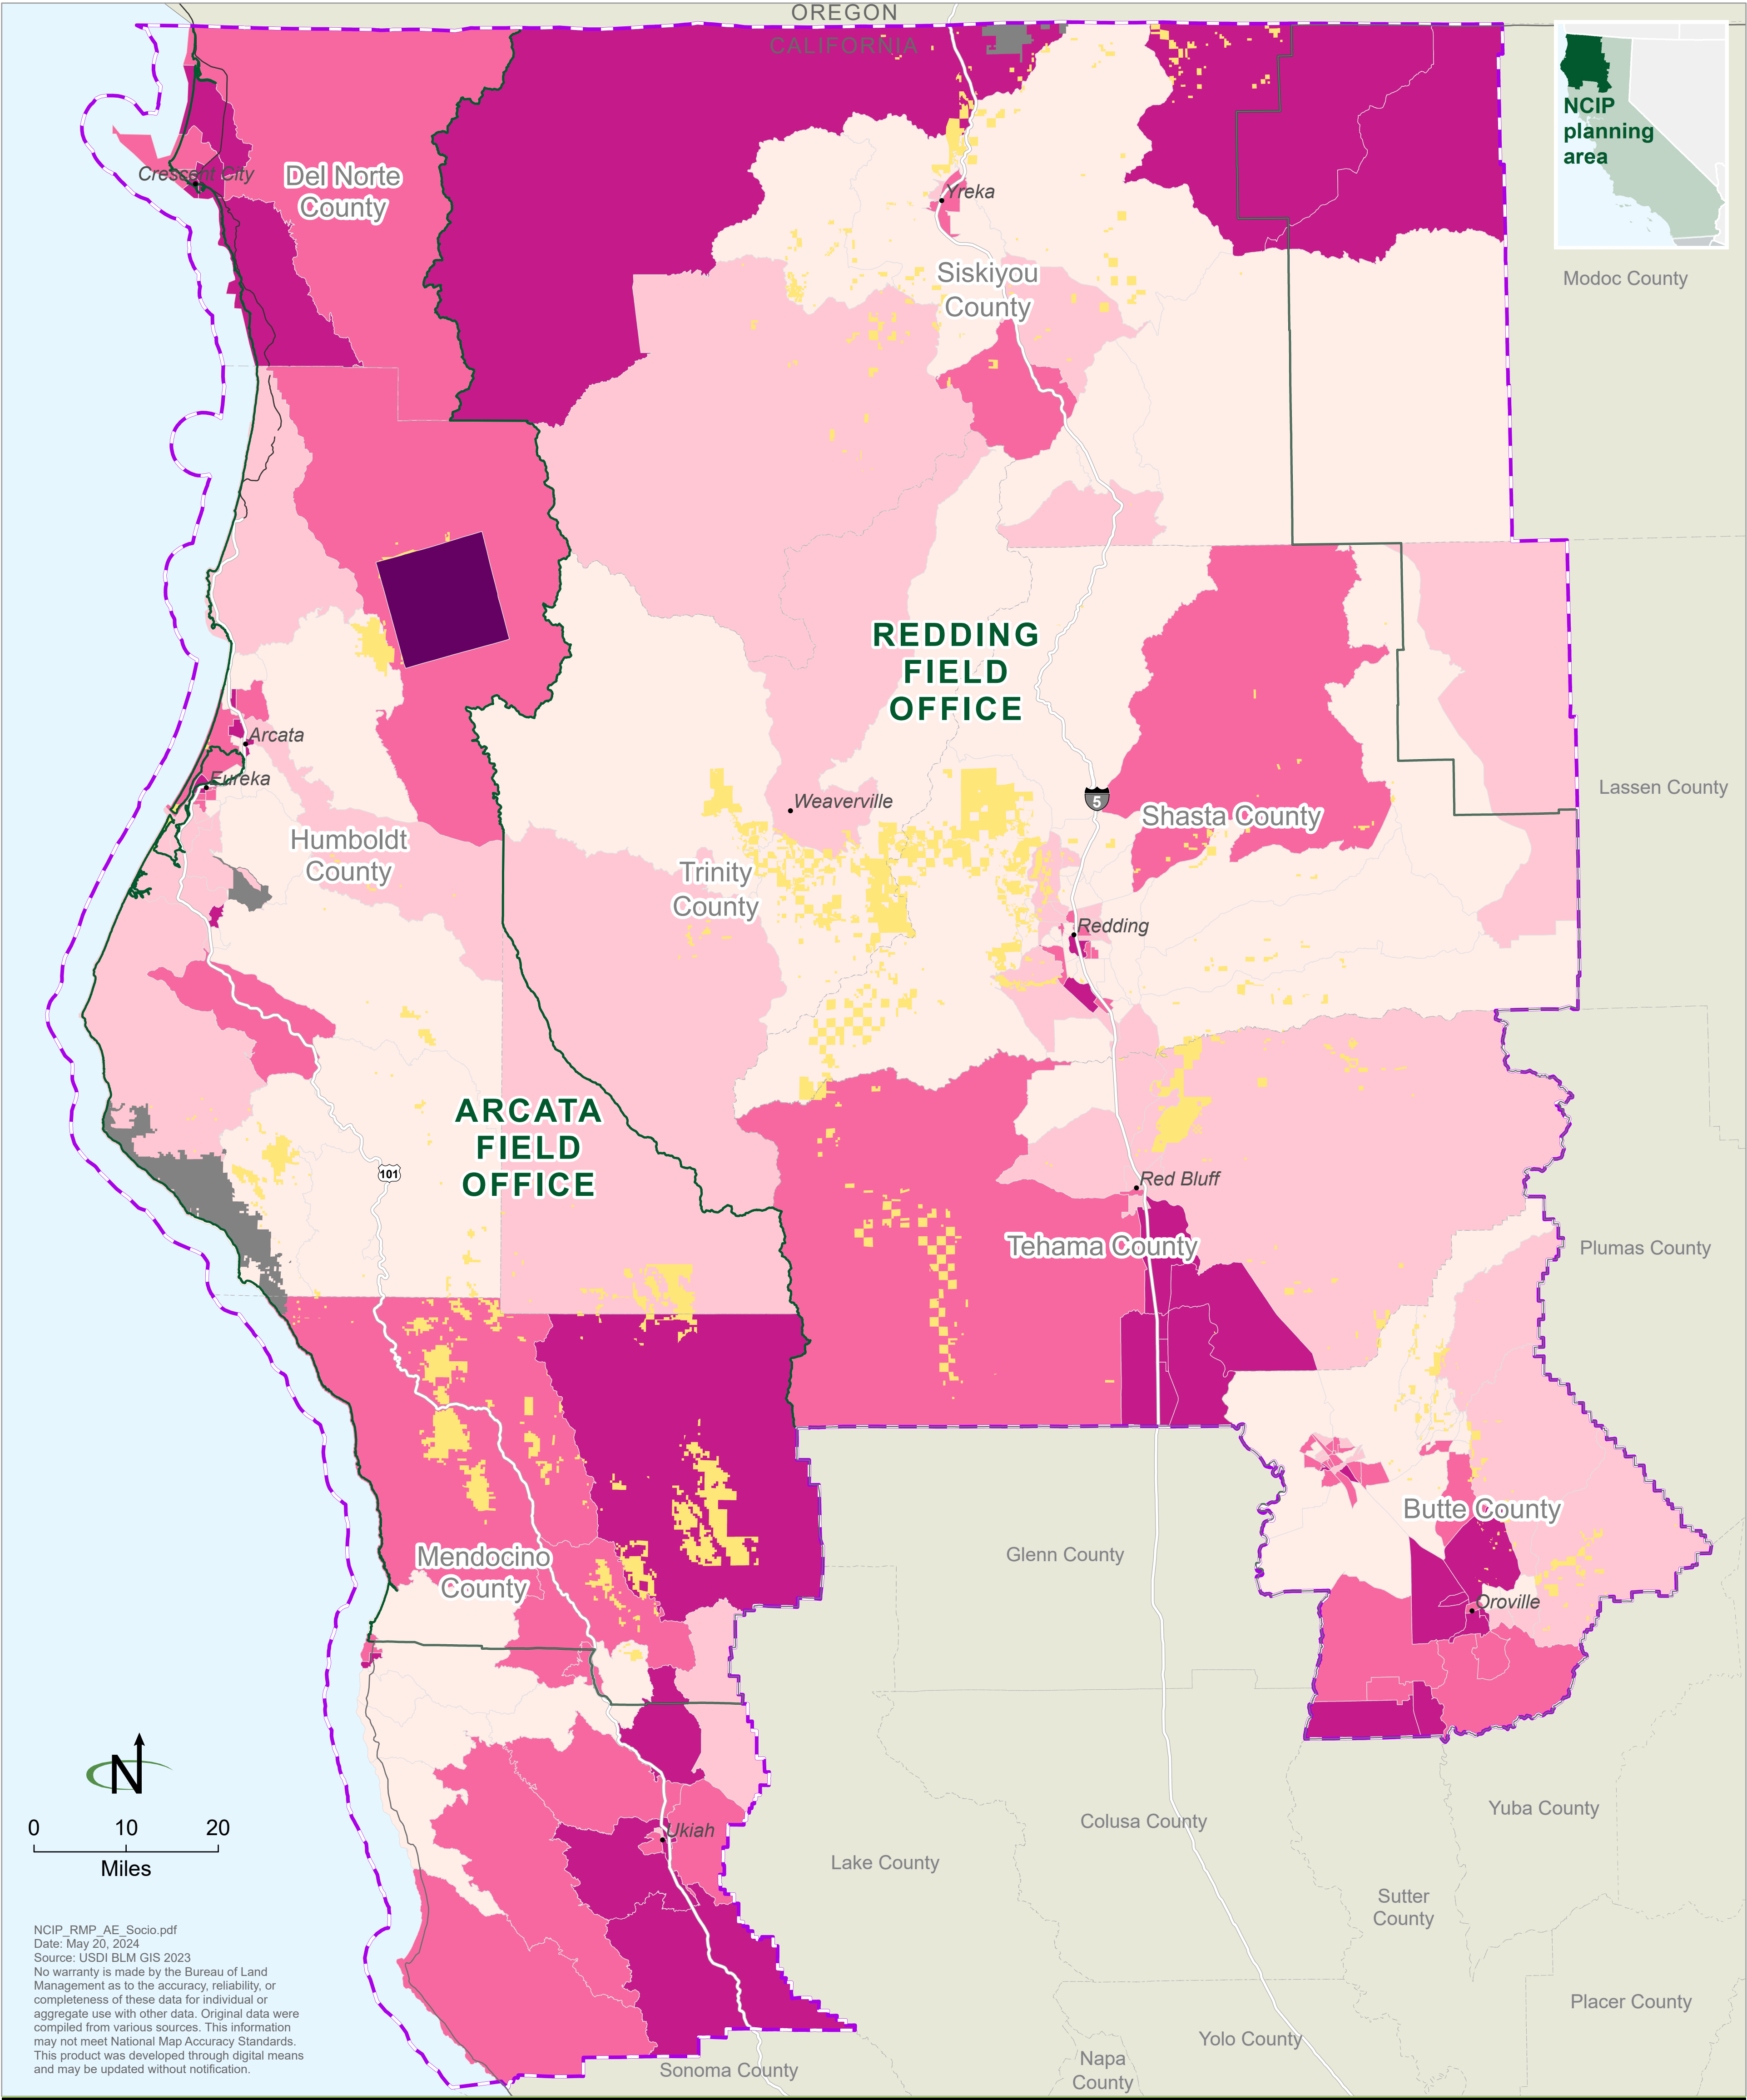 OREGON
CALIFORNIA
NCIP
planning
area
Crescent City
Del Norte
County
Yreka
Siskiyou
County
Modoc County
REDDING
FIELD
OFFICE
Arcata
Eureka
Weaverville
5
Lassen County
Shasta County
Humboldt
County
Trinity
County
Redding
ARCATA
FIELD
OFFICE
101
Red Bluff
Tehama County
Plumas County
Butte County
Glenn County
Mendocino
County
Oroville
N
0 10 20
Miles
Ukiah
Colusa County
Yuba County
Lake County
Sutter
County
Placer County
Yolo County
Napa
County
Sonoma County
NCIP_RMP_AE_Socio.pdf
Date: May 20, 2024
Source: USDI BLM GIS 2023
No warranty is made by the Bureau of Land
Management as to the accuracy, reliability, or
completeness of these data for individual or
aggregate use with other data. Original data were
compiled from various sources. This information
may not meet National Map Accuracy Standards.
This product was developed through digital means
and may be updated without notification.